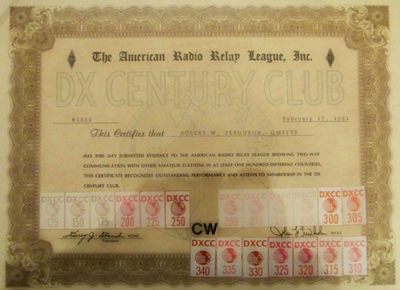 The American Radio Relay League, Inc.
DX CENTURY CLUB
February 17,
This Certifies that ROBERT W.
HAS THIS DAY SUBMITTED EVIDENCE TO THE AMERICAN RADIO RELAY LEAGUE SHOWING TWO-WAY
COMMUNICATION WITH OTHER AMATEUR STATIONS IN AT LEAST ONE HUNDRED DIFFERENT COUNTRIES.
THIS CERTIFICATE RECOGNIZES OUTSTANDING PERFORMANCE AND ATTESTS TO MEMBERSHIP IN THE DX
CENTURY CLUB.
DXCC DXCC DXCC
125 150 175 200 225 250 300 305
CW
DXCC DXCC DXCC DXCC DXCC DXCC DXCC
340 335 330 325 320 315 310